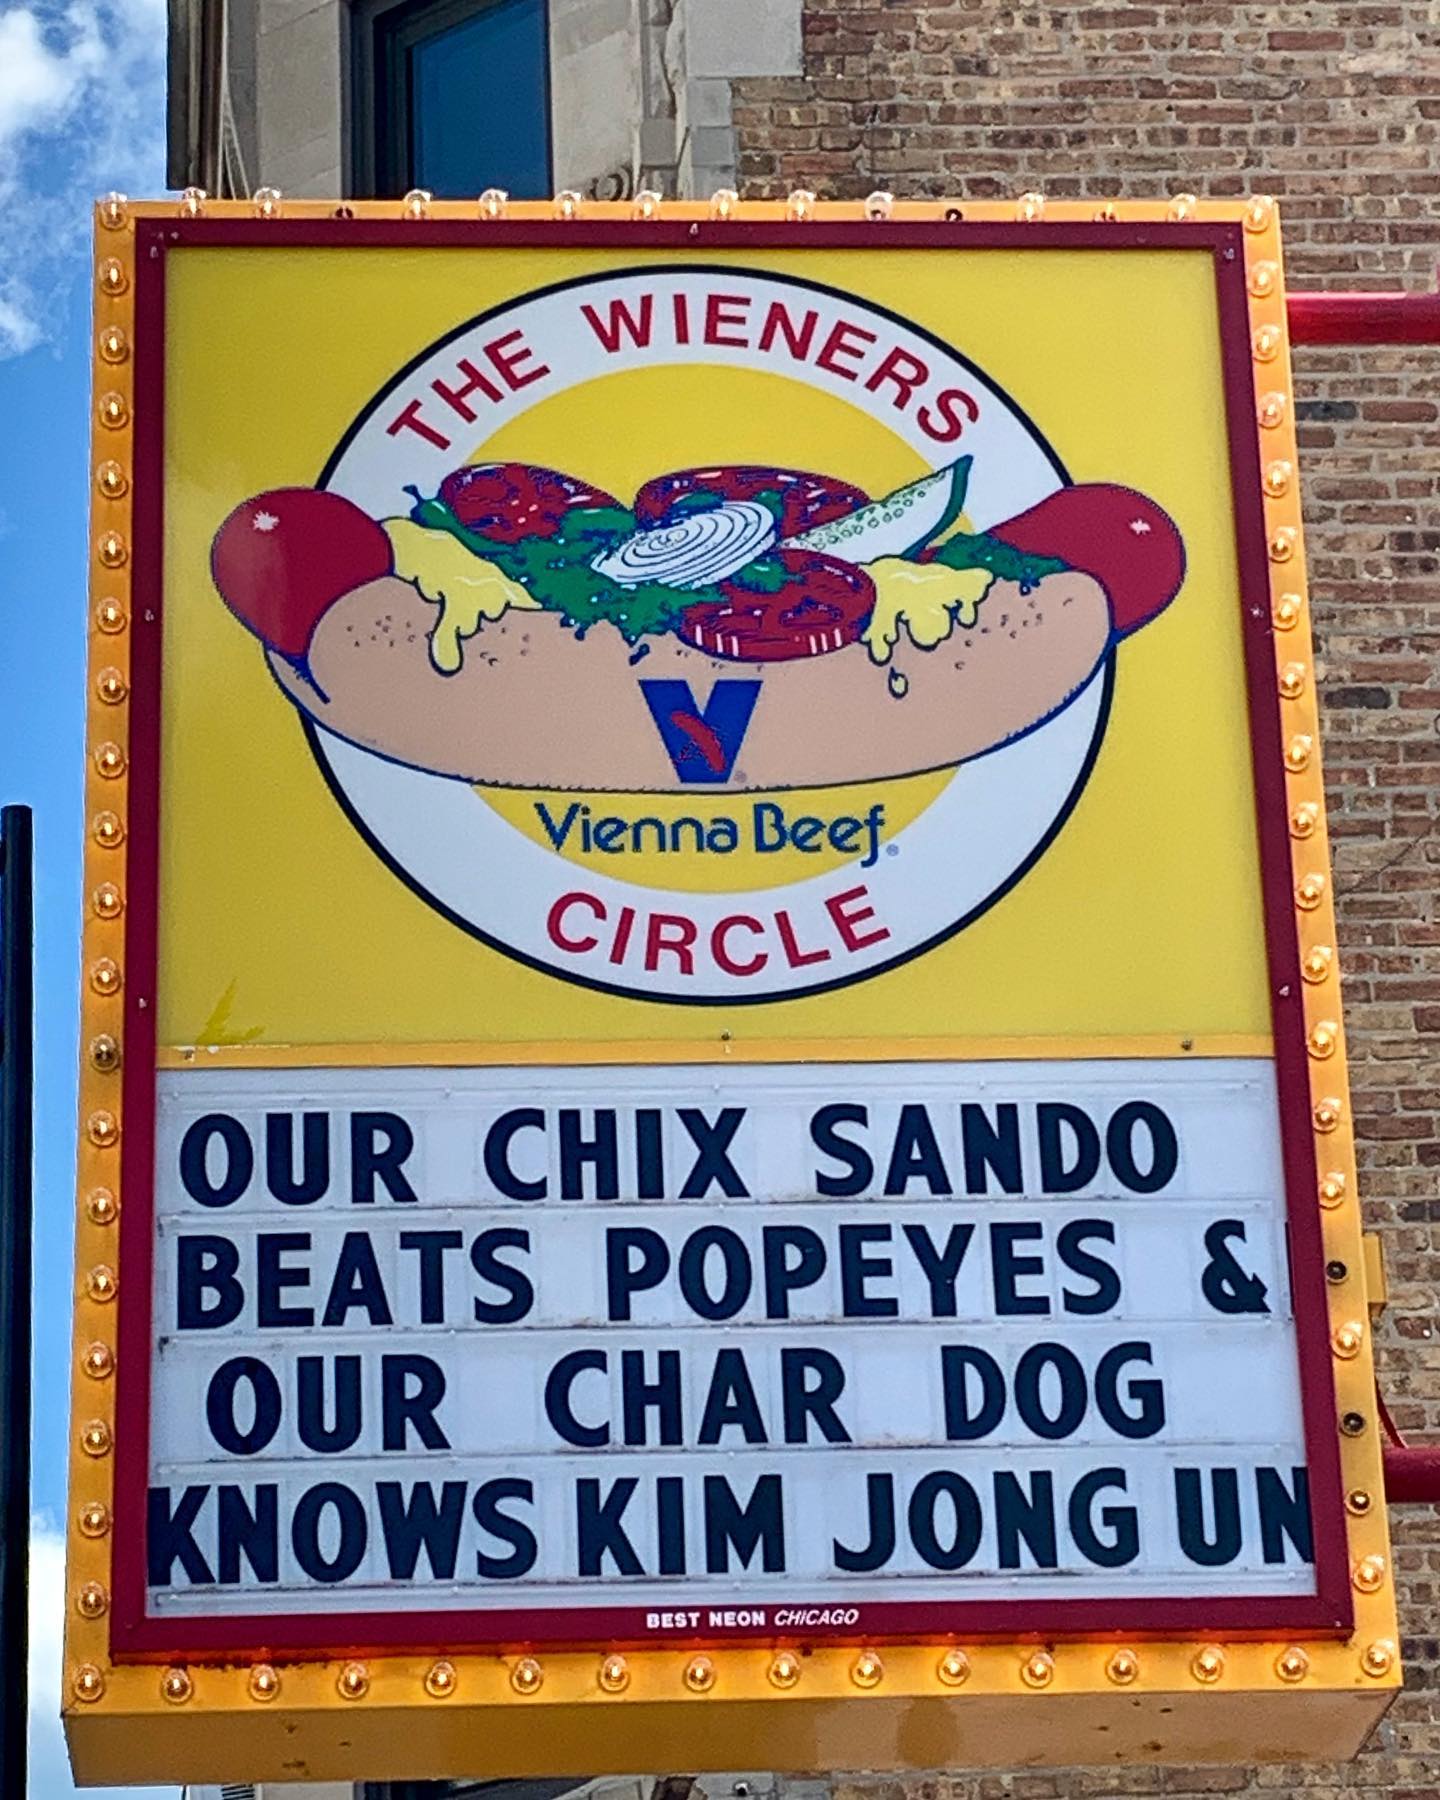 THE WIENERS
V
Vienna Beef®
CIRCLE
OUR CHIX SANDO
BEATS POPEYES &
OUR CHAR DOG
KNOWS KIM JONG UN
BEST NEON CHICAGO